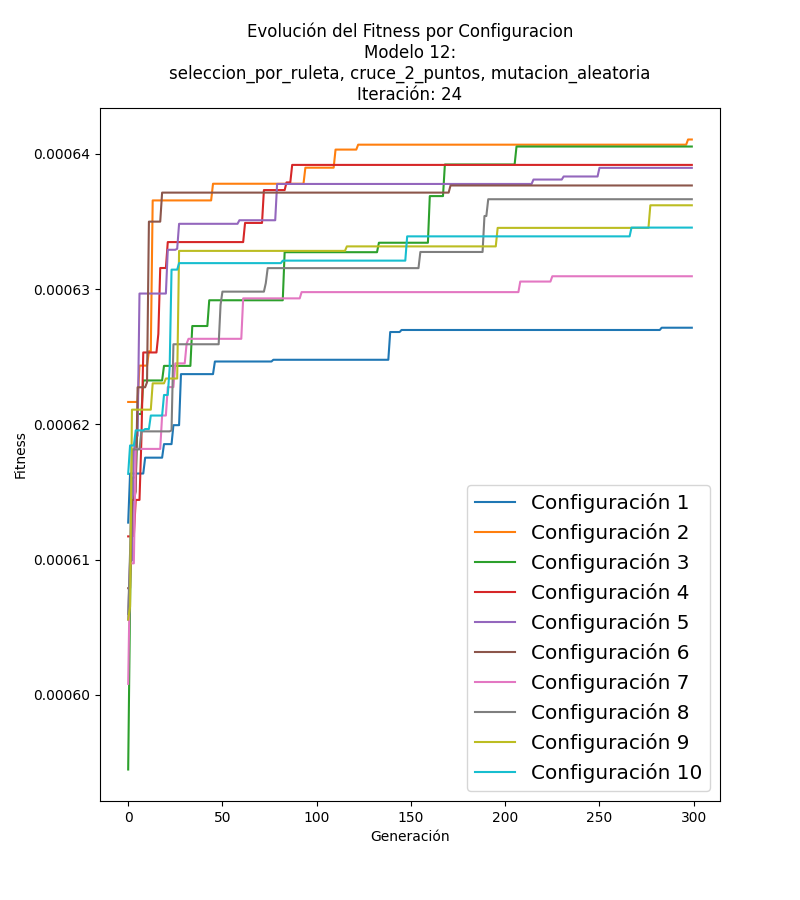 Evolución del Fitness por Configuracion
Modelo 12:
seleccion_por_ruleta, cruce_2_puntos, mutacion_aleatoria
Iteración: 24
0.00064
0.00063
0.00062
0.00061
0.00060
Fitness
Configuración 1
Configuración 2
Configuración 3
Configuración 4
Configuración 5
Configuración 6
Configuración 7
Configuración 8
Configuración 9
Configuración 10
0 50 100 150 200 250 300
Generación